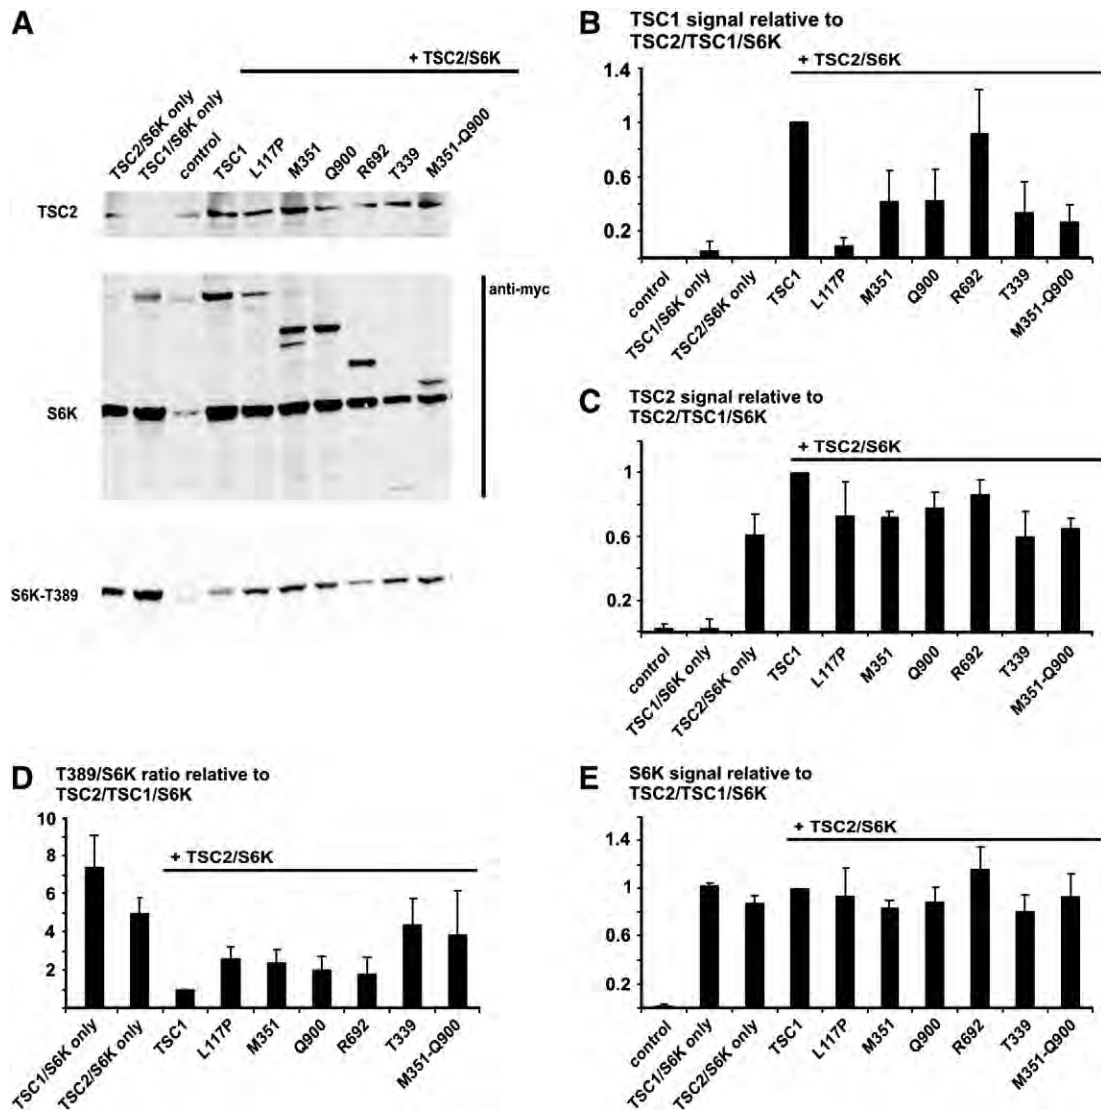 A
+ TSC2/S6K
TSC2/S6K only
TSC1/S6K only
control
TSC1
L117P
M351
Q900
R692
T339
M351-Q900
TSC2
anti-myc
S6K
S6K-T389
B
TSC1 signal relative to
TSC2/TSC1/S6K
+ TSC2/S6K
1.4
1
0.6
0.2
control
TSC1/S6K only
TSC2/S6K only
TSC1
L117P
M351
Q900
R692
T339
M351-Q900
C
TSC2 signal relative to
TSC2/TSC1/S6K
+ TSC2/S6K
1
0.6
0.2
control
TSC1/S6K only
TSC2/S6K only
TSC1
L117P
M351
Q900
R692
T339
M351-Q900
D
T389/S6K ratio relative to
TSC2/TSC1/S6K
+ TSC2/S6K
10
8
6
4
2
TSC1/S6K only
TSC2/S6K only
TSC1
L117P
M351
Q900
R692
T339
M351-Q900
E
S6K signal relative to
TSC2/TSC1/S6K
+ TSC2/S6K
1.4
1
0.6
0.2
control
TSC1/S6K only
TSC2/S6K only
TSC1
L117P
M351
Q900
R692
T339
M351-Q900